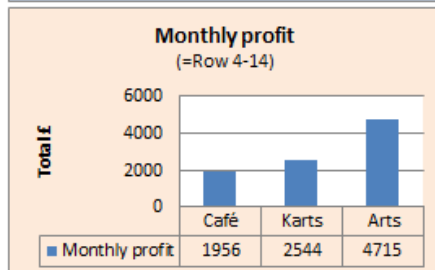 Monthly profit
(=Row 4-14)
Total £
6000
4000
2000
0
Café Karts Arts
Monthly profit 1956 2544 4715